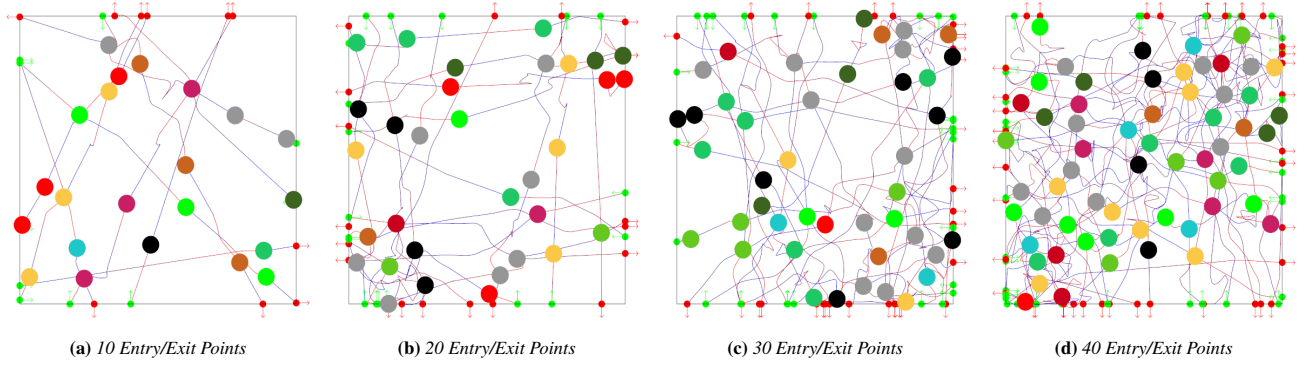 (a) 10 Entry/Exit Points
(b) 20 Entry/Exit Points
(c) 30 Entry/Exit Points
(d) 40 Entry/Exit Points